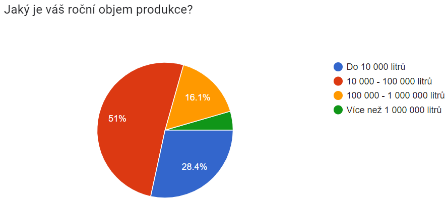 Jaký je váš roční objem produkce?
Do 10 000 litrů
10 000 - 100 000 litrů
100 000 - 1 000 000 litrů
Více než 1 000 000 litrů
16.1%
51%
28.4%